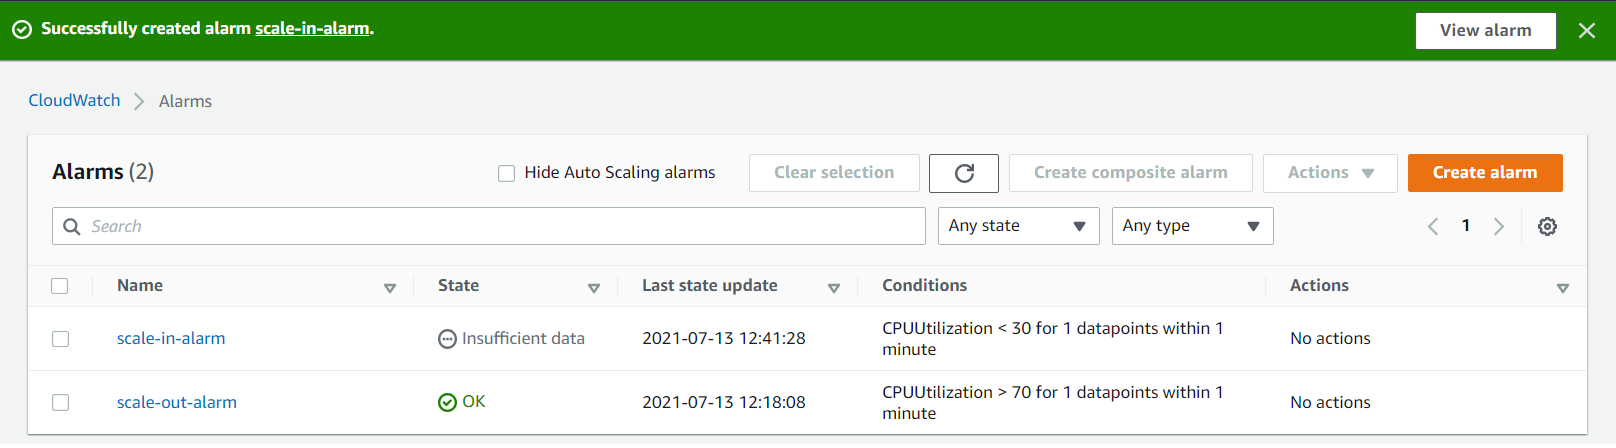 Successfully created alarm scale-in-alarm.
View alarm
CloudWatch
Alarms
Alarms (2)
Hide Auto Scaling alarms
Clear selection
Create composite alarm
Actions
Create alarm
Search
Any state
Any type
1
Name
State
Last state update
Conditions
Actions
scale-in-alarm
Insufficient data
2021-07-13 12:41:28
CPUUtilization < 30 for 1 datapoints within 1
minute
No actions
scale-out-alarm
OK
2021-07-13 12:18:08
CPUUtilization > 70 for 1 datapoints within 1
minute
No actions